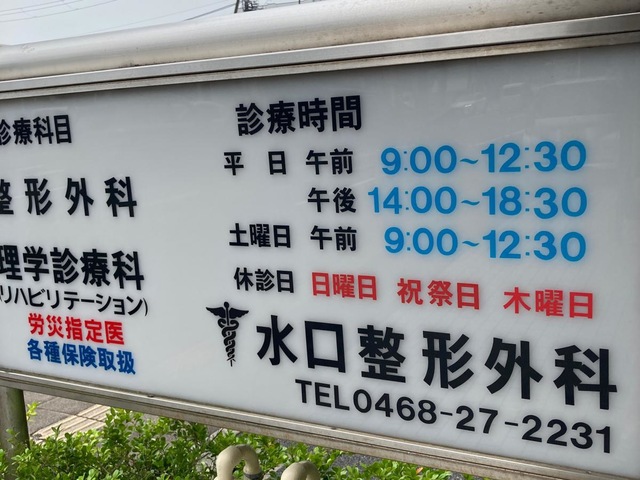 診療科目
整形外科
理学診療科
(リハビリテーション)
労災指定医
各種保険取扱
診療時間
平日 午前 9:00~12:30
午後 14:00~18:30
土曜日 午前 9:00~12:30
休診日 日曜日 祝祭日 木曜日
水口整形外科
TEL0468-27-2231